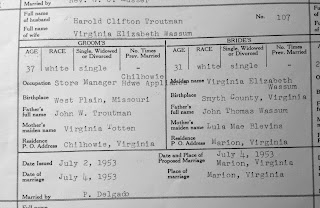 Married by
Full name of husband Harold Clifton Troutman No. 107
Full name of wife Virginia Elizabeth Wassum
GROOM'S BRIDE'S
AGE RACE Single, Widowed or Divorced No. Times Prev. Married AGE RACE Single, Widowed or Divorced No. Times Prev. Married
37 white single - 31 white single -
Chilhowie
Occupation Store Manager Hdwe Appli Maiden name Virginia Elizabeth Wassum
Birthplace West Plain, Missouri Birthplace Smyth County, Virginia
Father's full name John W. Troutman Father's full name John Thomas Wassum
Mother's maiden name Virginia Totten Mother's maiden name Lula Mae Blevins
Residence P. O. Address Chilhowie, Virginia Residence P. O. Address Marion, Virginia
Date Issued July 2, 1953 Date and Place of Proposed Marriage July 4, 1953 Marion, Virginia
Date of marriage July 4, 1953 Place of marriage Marion, Virginia
Married by P. Delgado